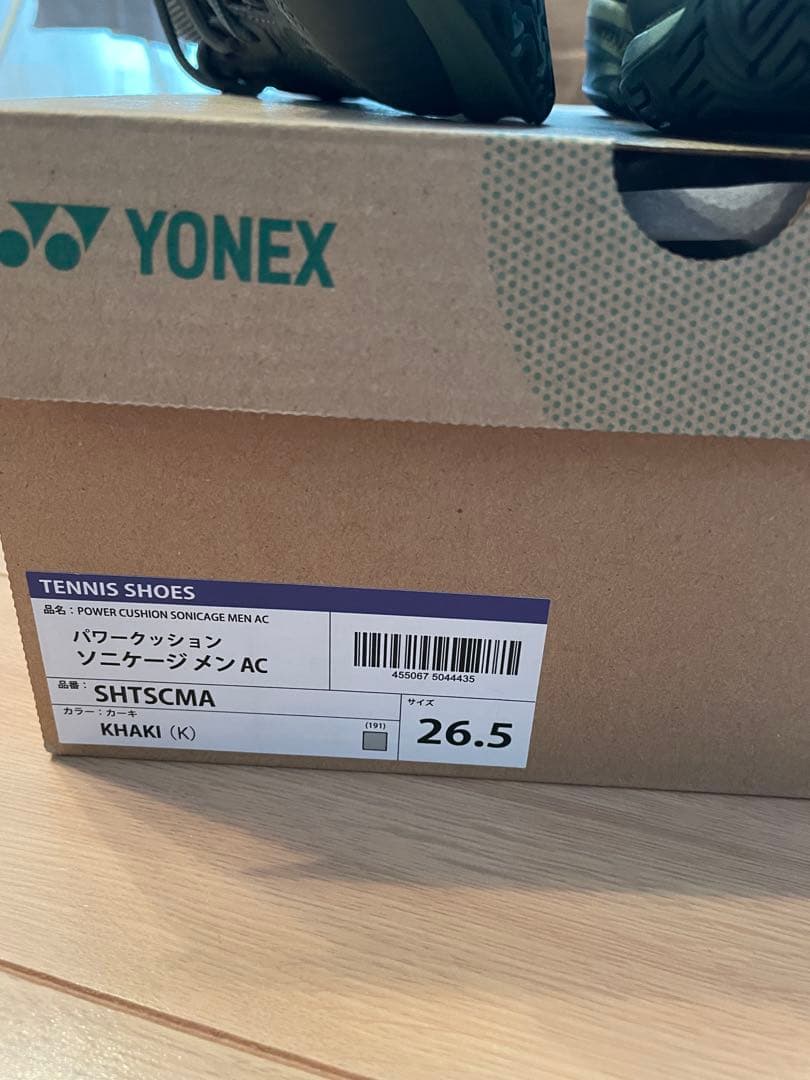 YONEX
TENNIS SHOES
品名：POWER CUSHION SONICAGE MEN AC
パワークッション
ソニケージ メン AC
455067 5044435
品番： SHTSCMA
カラー：カーキ
KHAKI（K）
(191)
サイズ
26.5